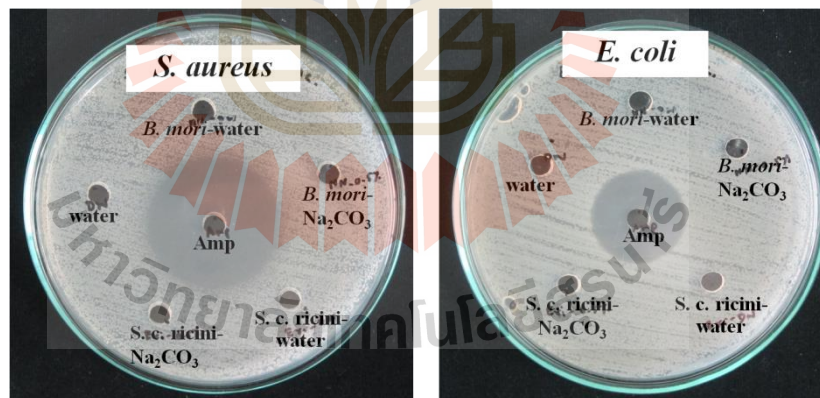 S. aureus
B. mori-water
water
B. mori-
Na₂CO₃
Amp
S. c. ricini-
Na₂CO₃
S. c. ricini-
water
E. coli
B. mori-water
water
B. mori-
Na₂CO₃
Amp
S. c. ricini-
Na₂CO₃
S. c. ricini-
water
มหาวิทยาลัยเทคโนโลยีสุรนารี